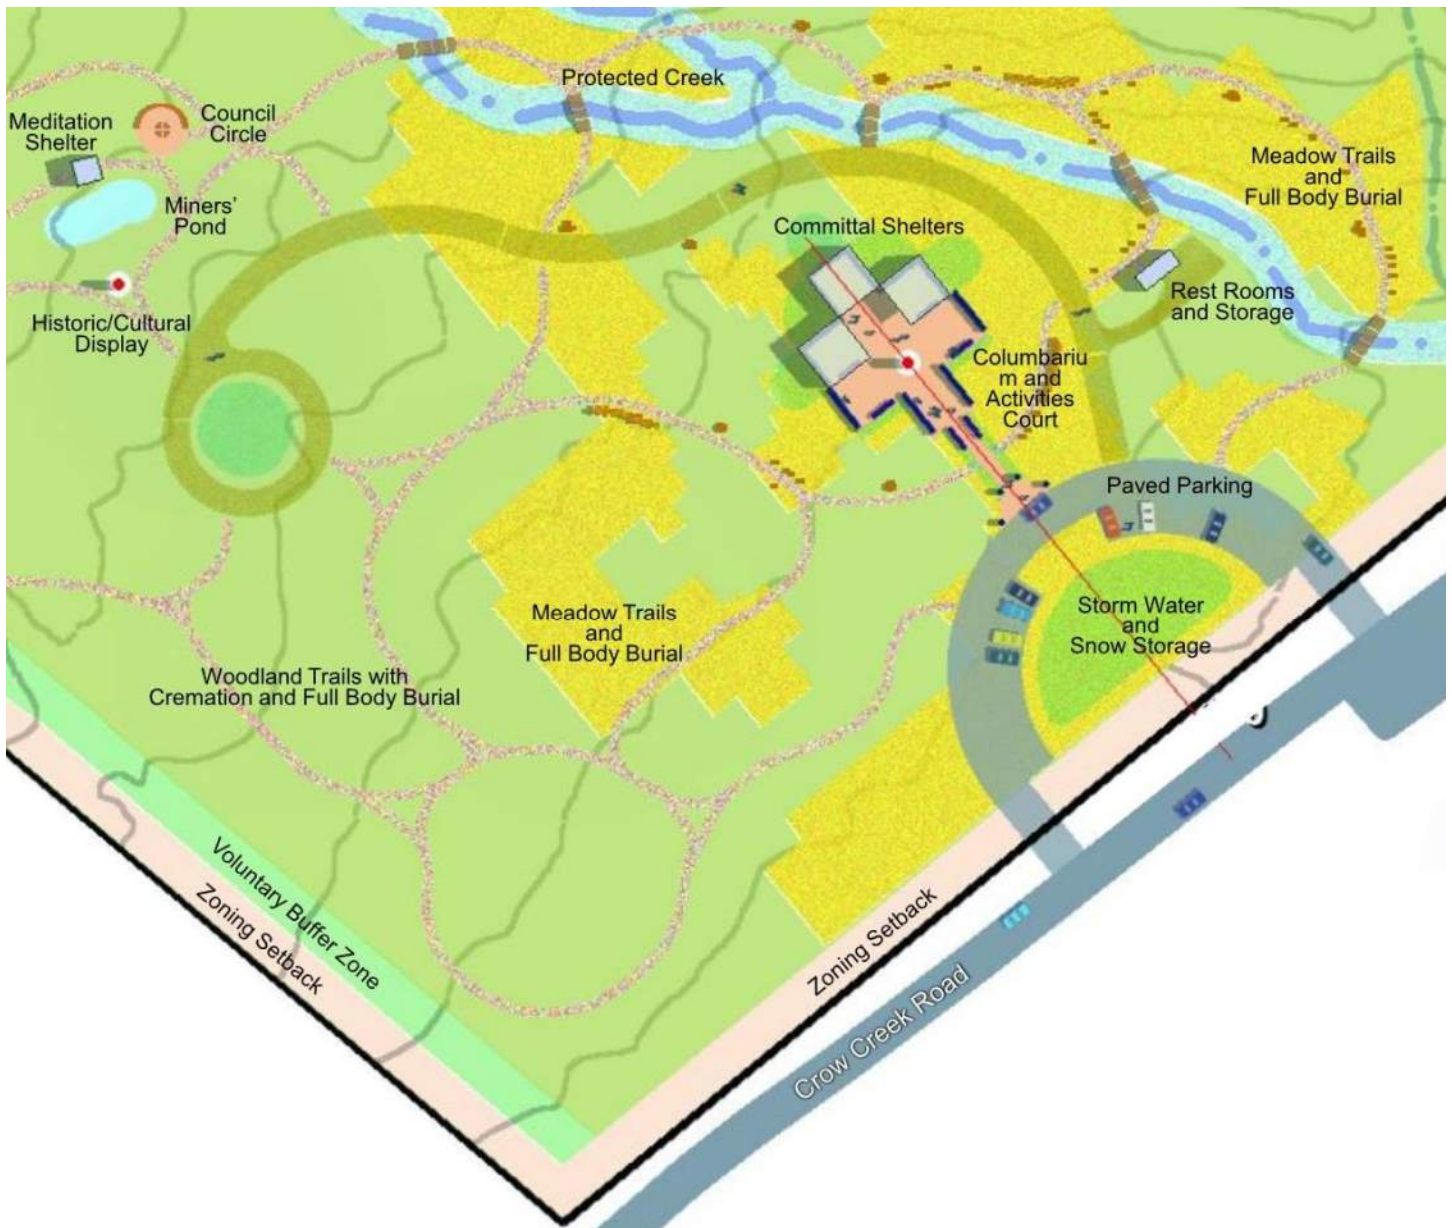 Protected Creek
Council
Circle
Meditation
Shelter
Miners'
Pond
Meadow Trails
and
Full Body Burial
Committal Shelters
Rest Rooms
and Storage
Historic/Cultural
Display
Columbariu
m and
Activities
Court
Paved Parking
Meadow Trails
and
Full Body Burial
Storm Water
and
Snow Storage
Woodland Trails with
Cremation and Full Body Burial
Voluntary Buffer Zone
Zoning Setback
Zoning Setback
Crow Creek Road